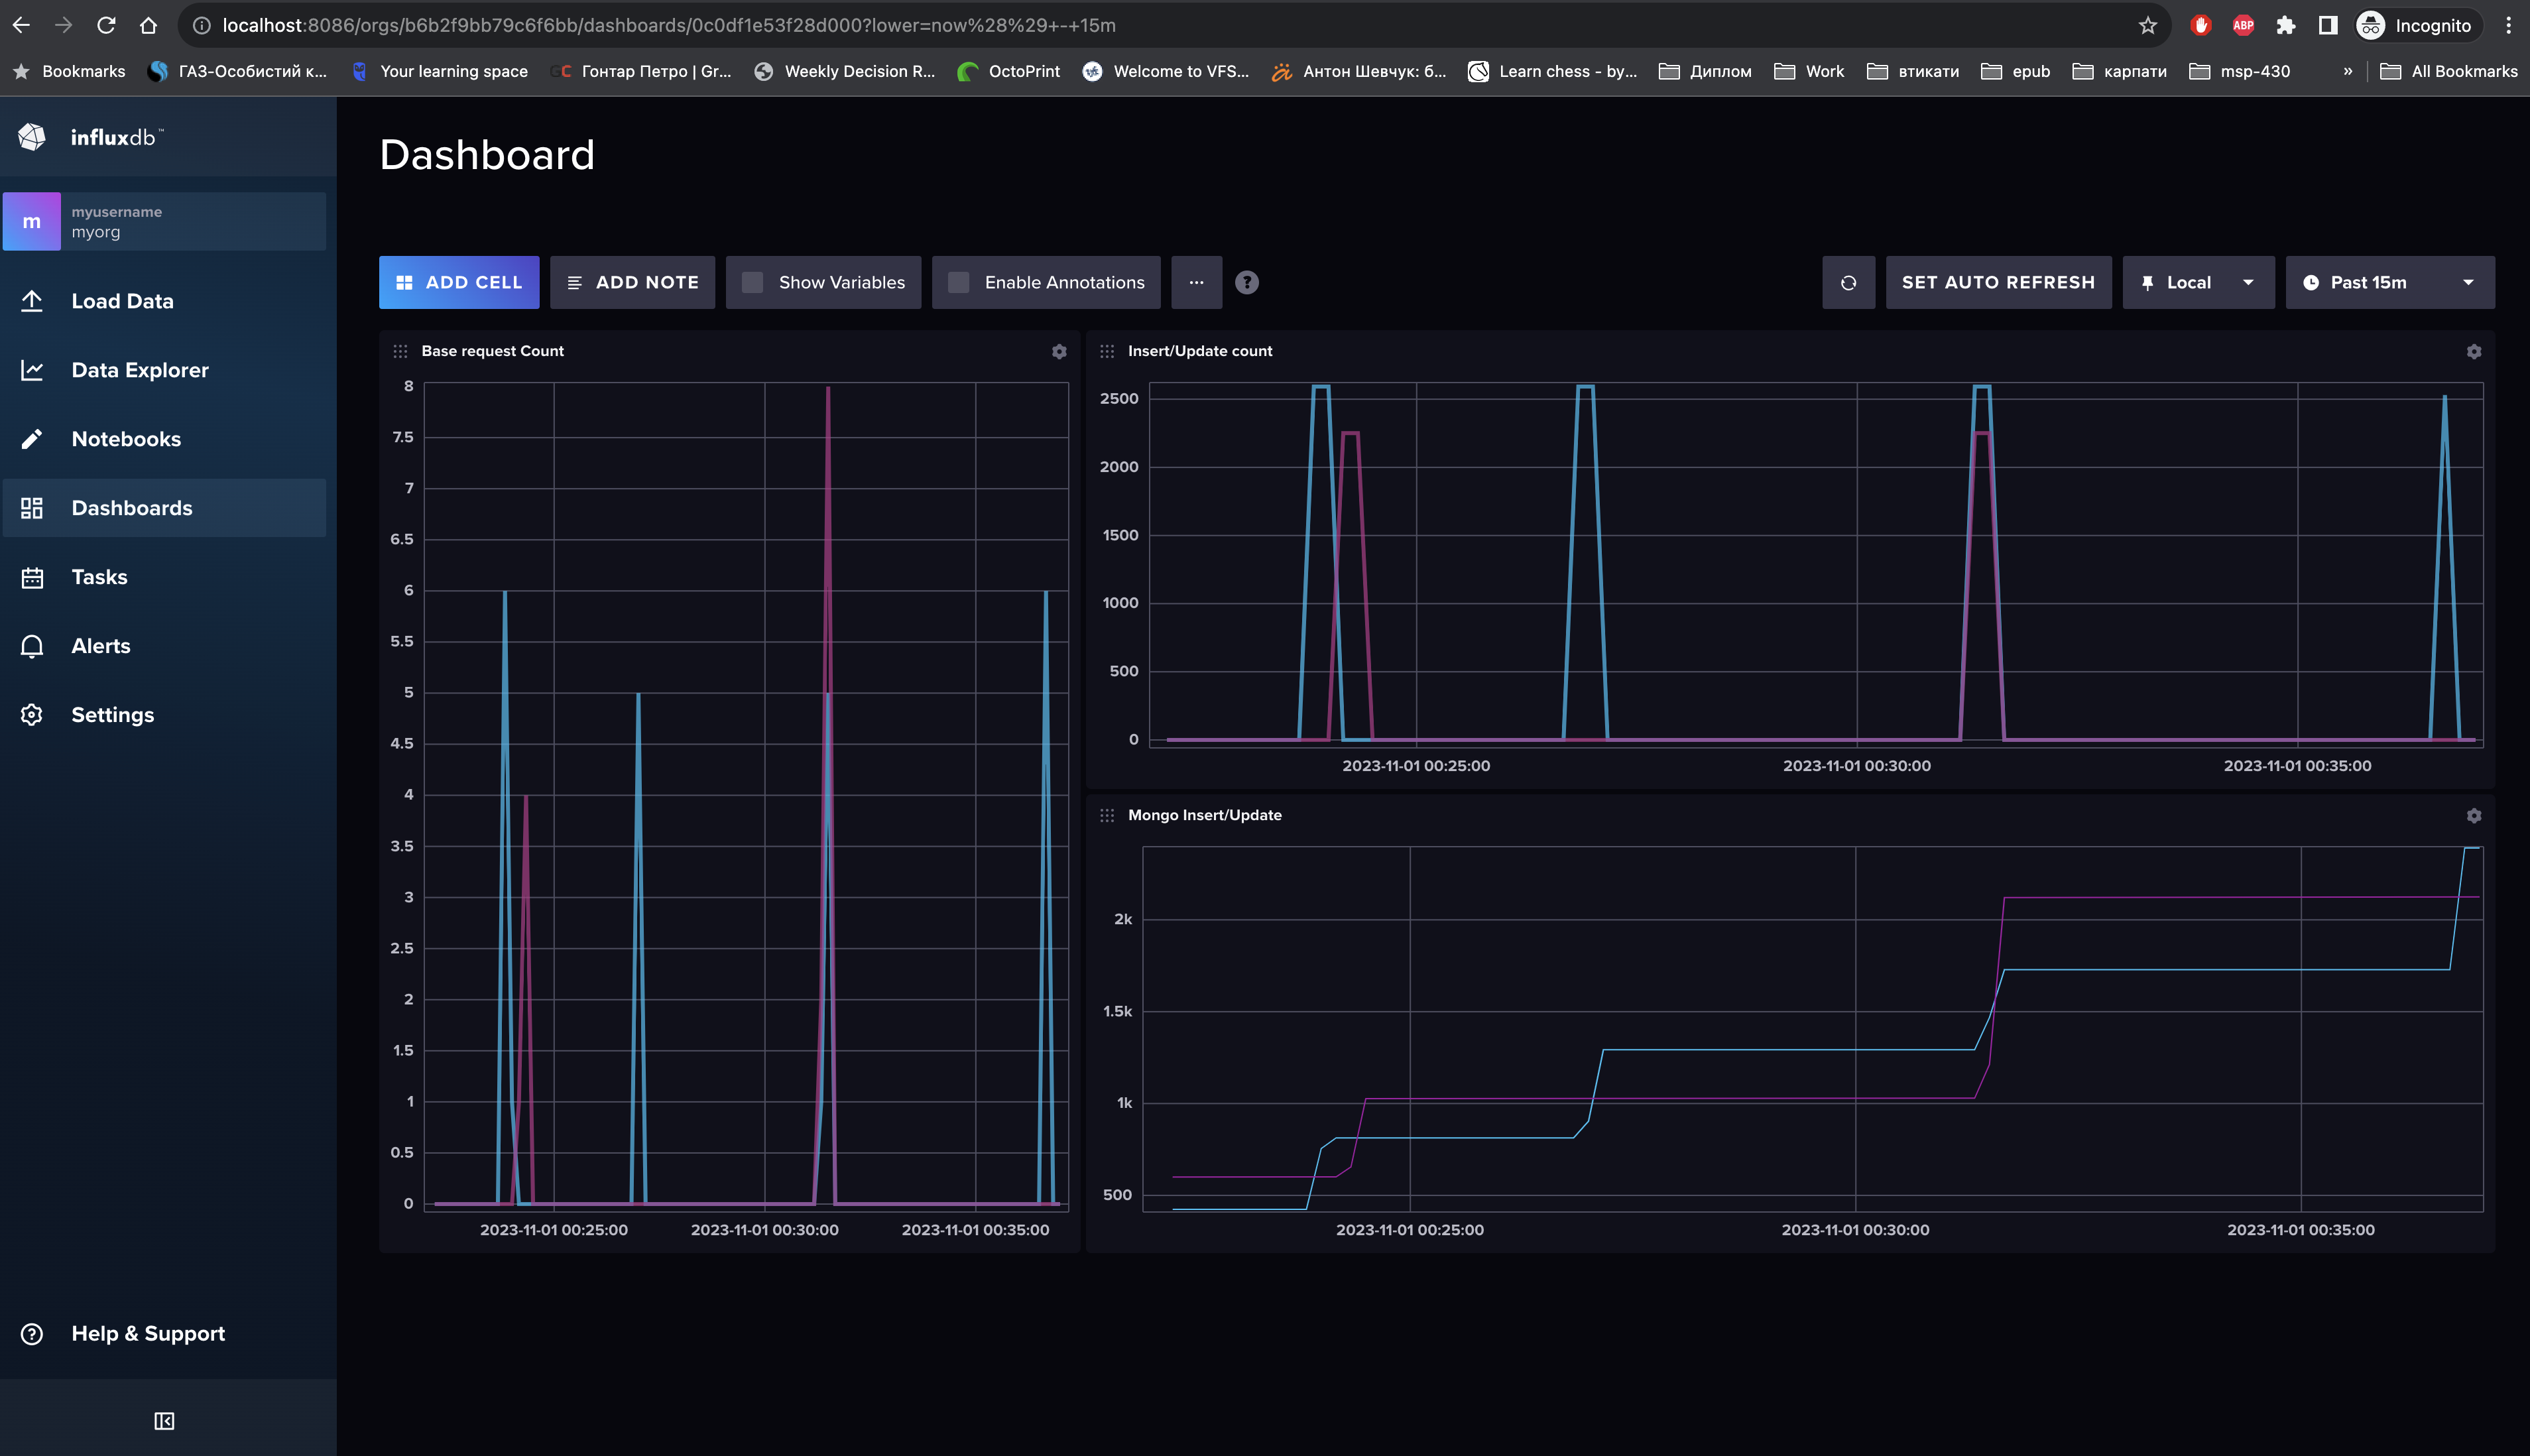 localhost:8086/orgs/b6b2f9bb79c6f6bb/dashboards/0c0df1e53f28d000?lower=now%28%29+-+15m
ABP
Incognito
Bookmarks
ГАЗ-Особистий к...
Your learning space
GC Гонтар Петро | Gr...
Weekly Decision R...
OctoPrint
Welcome to VFS...
Антон Шевчук: б...
Learn chess - by...
Диплом
Work
втикати
epub
карпати
msp-430
»
All Bookmarks
influxdb™
m
myusername
myorg
Load Data
Data Explorer
Notebooks
Dashboards
Tasks
Alerts
Settings
Help & Support
Dashboard
ADD CELL
ADD NOTE
Show Variables
Enable Annotations
...
?
SET AUTO REFRESH
Local
Past 15m
Base request Count
8
7.5
7
6.5
6
5.5
5
4.5
4
3.5
3
2.5
2
1.5
1
0.5
0
2023-11-01 00:25:00
2023-11-01 00:30:00
2023-11-01 00:35:00
Insert/Update count
2500
2000
1500
1000
500
0
2023-11-01 00:25:00
2023-11-01 00:30:00
2023-11-01 00:35:00
Mongo Insert/Update
2k
1.5k
1k
500
2023-11-01 00:25:00
2023-11-01 00:30:00
2023-11-01 00:35:00